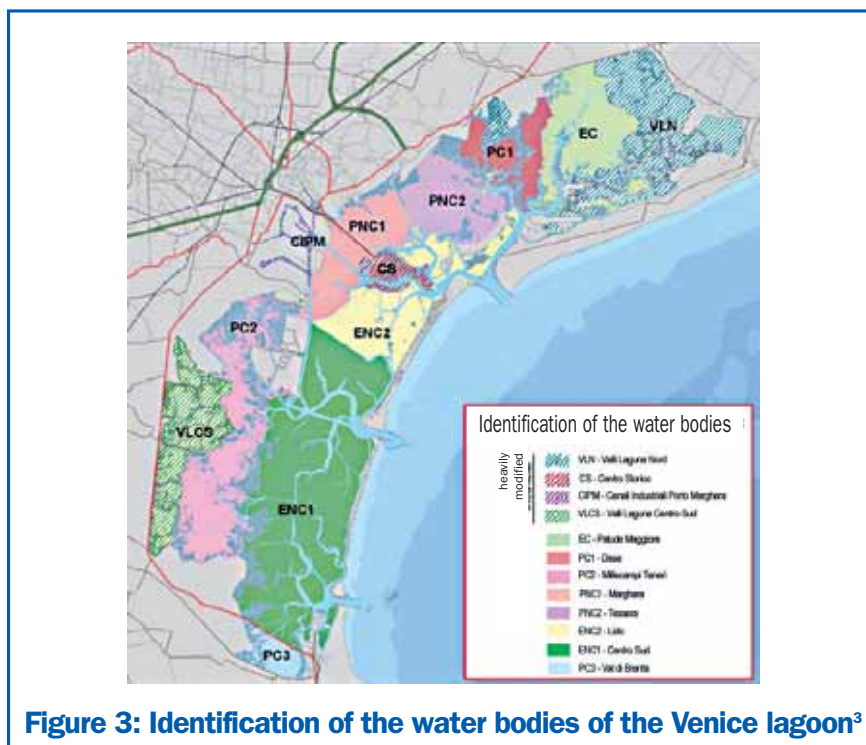 EC
VLN
PC1
PNC2
PNC1
CIPM
CS
PC2
ENC2
VLCS
ENC1
PC3
Identification of the water bodies
heavily
modified
VLN - Valli Laguna Nord
CS - Centro Storico
CIPM - Canali Industriali Porto Marghera
VLCS - Valli Laguna Centro Sud
EC - Palude Maggiore
PC1 - Dese
PC2 - Millecampi Teneri
PNC1 - Marghera
PNC2 - Tessera
ENC2 - Lido
ENC1 - Centro Sud
PC3 - Val di Brenta
Figure 3: Identification of the water bodies of the Venice lagoon³